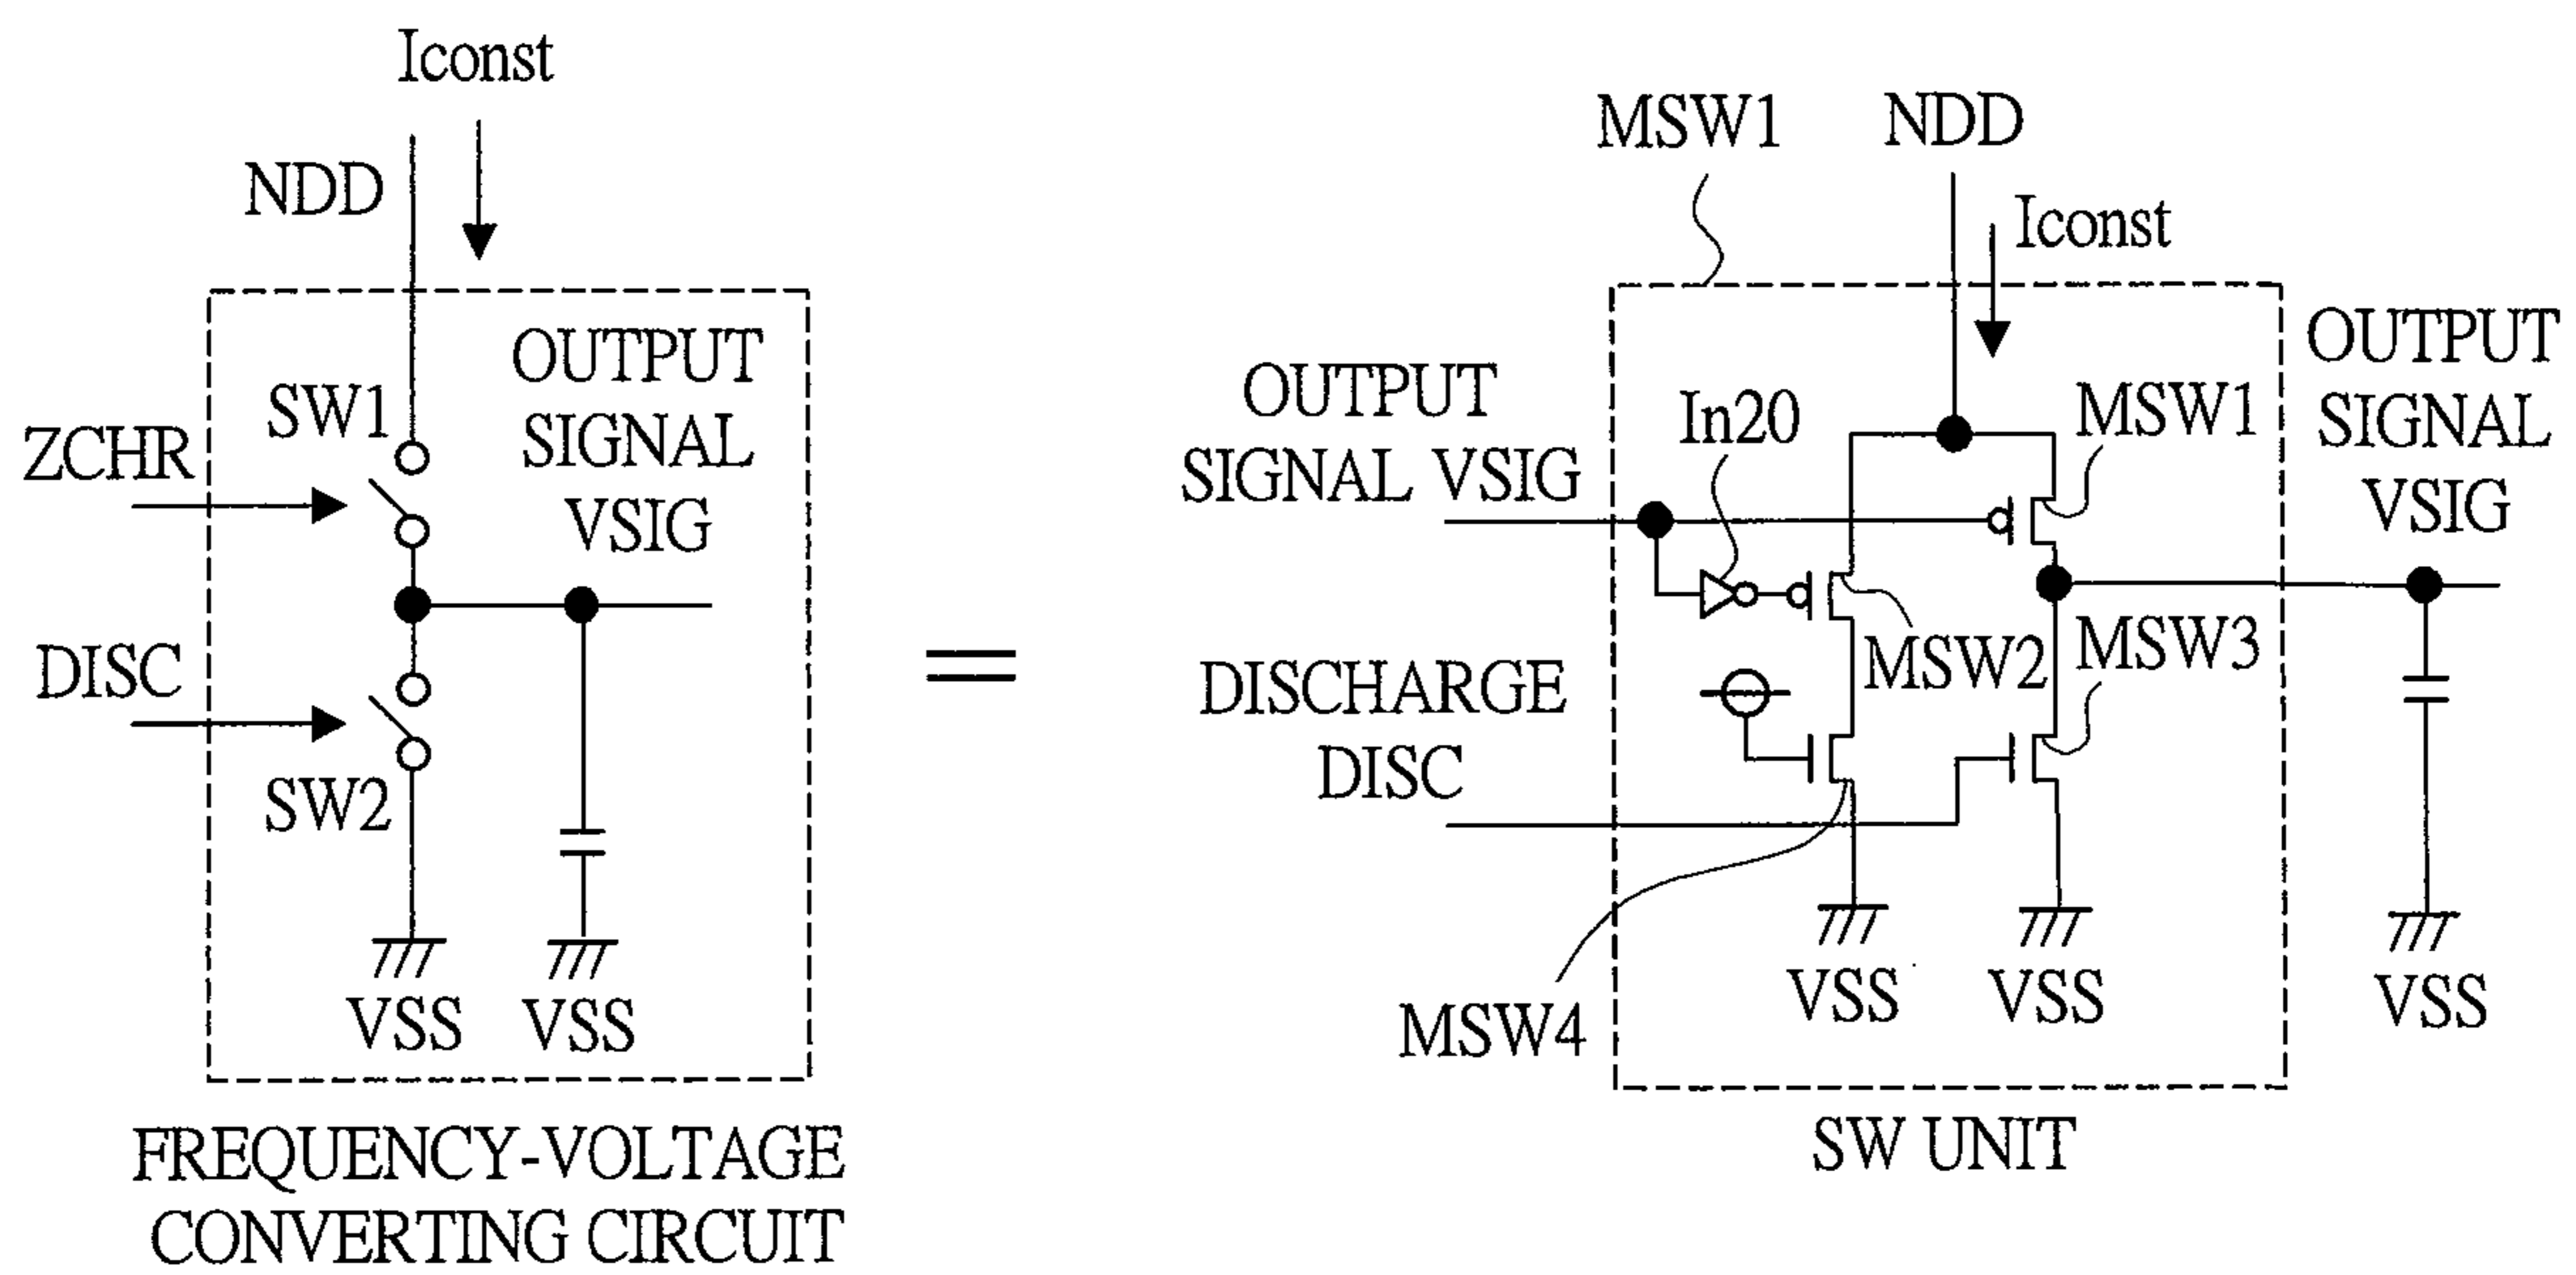 Iconst
NDD
OUTPUT
SIGNAL
VSIG
SW1
ZCHR
DISC
SW2
VSS
VSS
FREQUENCY-VOLTAGE
CONVERTING CIRCUIT
=
MSW1
NDD
Iconst
OUTPUT
SIGNAL VSIG
In20
MSW1
OUTPUT
SIGNAL
VSIG
MSW2
MSW3
DISCHARGE
DISC
MSW4
VSS
VSS
VSS
SW UNIT